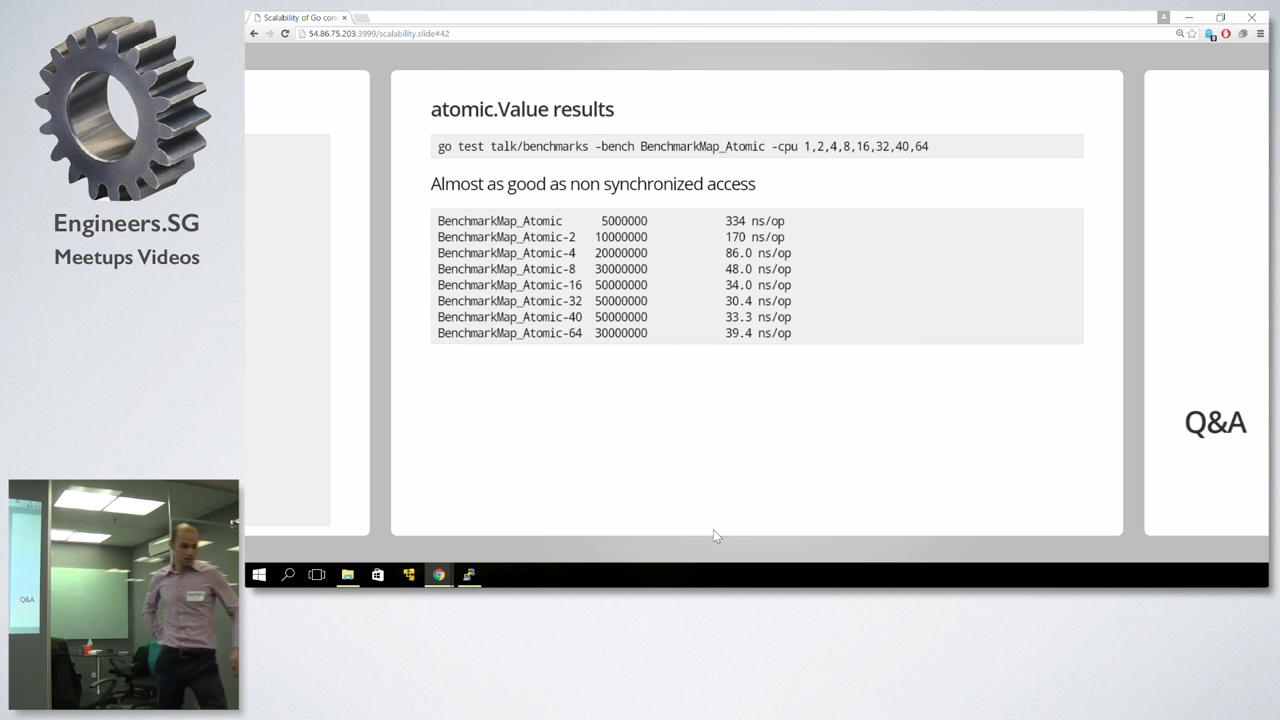 Engineers.SG
Meetups Videos
Scalability of Go con
54.86.75.203:3999/scalability.slide#42
atomic.Value results
go test talk/benchmarks -bench BenchmarkMap_Atomic -cpu 1,2,4,8,16,32,40,64
Almost as good as non synchronized access
BenchmarkMap_Atomic 5000000 334 ns/op
BenchmarkMap_Atomic-2 10000000 170 ns/op
BenchmarkMap_Atomic-4 20000000 86.0 ns/op
BenchmarkMap_Atomic-8 30000000 48.0 ns/op
BenchmarkMap_Atomic-16 50000000 34.0 ns/op
BenchmarkMap_Atomic-32 50000000 30.4 ns/op
BenchmarkMap_Atomic-40 50000000 33.3 ns/op
BenchmarkMap_Atomic-64 30000000 39.4 ns/op
Q&A
Q&A